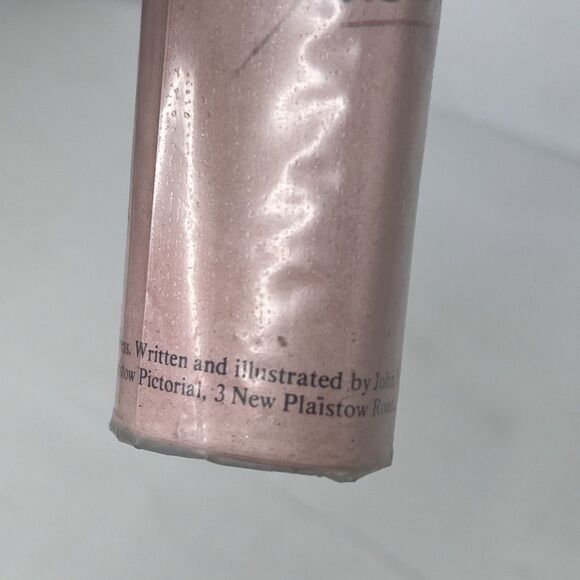 Written and illustrated by John
Pictorial, 3 New Plaistow Road